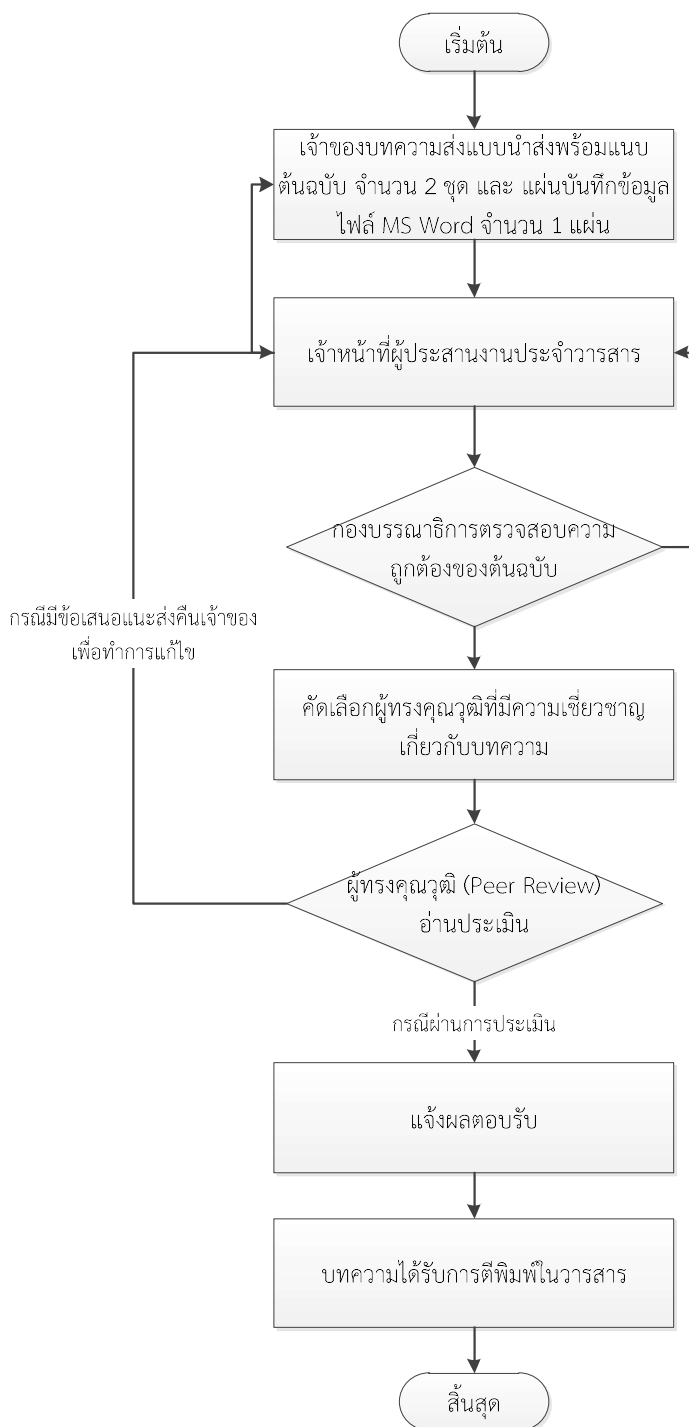 เริ่มต้น
เจ้าของบทความส่งแบบนำส่งพร้อมแนบ
ต้นฉบับ จำนวน 2 ชุด และ แผ่นบันทึกข้อมูล
ไฟล์ MS Word จำนวน 1 แผ่น
เจ้าหน้าที่ผู้ประสานงานประจำวารสาร
กองบรรณาธิการตรวจสอบความ
ถูกต้องของต้นฉบับ
กรณีมีข้อเสนอแนะส่งคืนเจ้าของ
เพื่อทำการแก้ไข
คัดเลือกผู้ทรงคุณวุฒิที่มีความเชี่ยวชาญ
เกี่ยวกับบทความ
ผู้ทรงคุณวุฒิ (Peer Review)
อ่านประเมิน
กรณีผ่านการประเมิน
แจ้งผลตอบรับ
บทความได้รับการตีพิมพ์ในวารสาร
สิ้นสุด